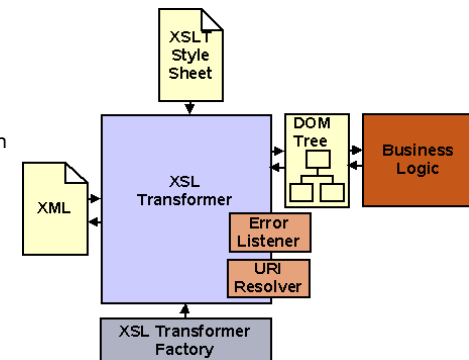 XSLT
Style
Sheet
n
XML
XSL
Transformer
DOM
Tree
Business
Logic
Error
Listener
URI
Resolver
XSL Transformer
Factory